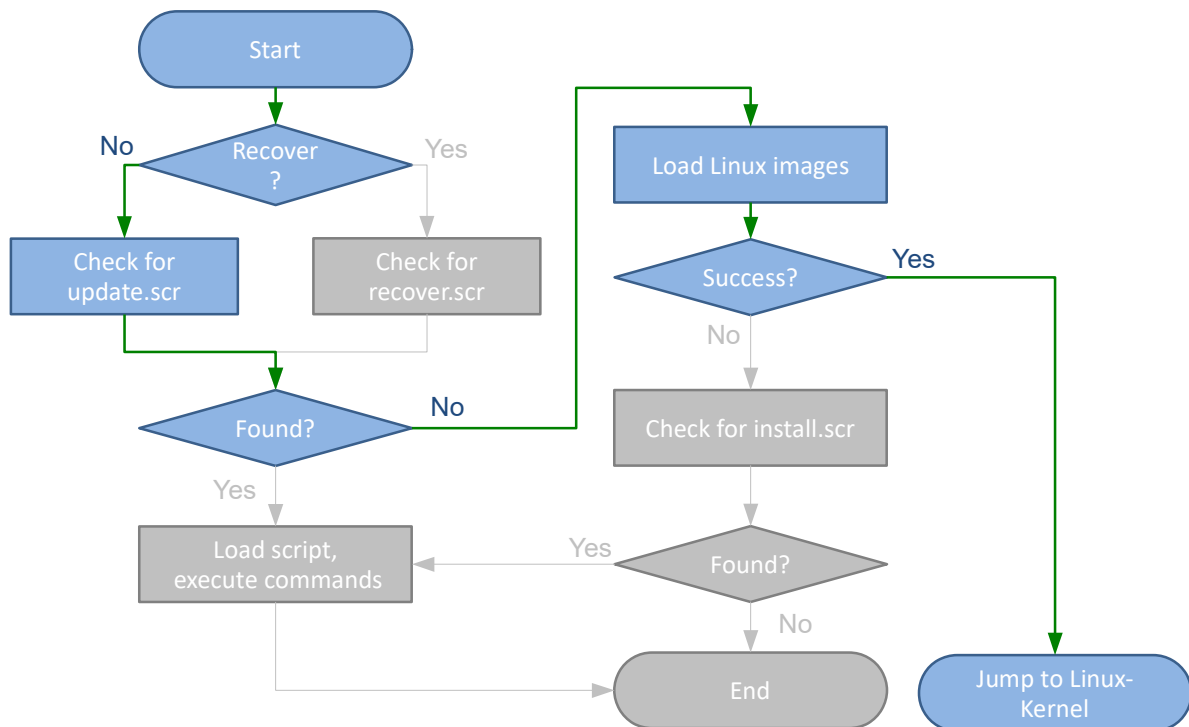 Start
No
Recover
?
Yes
Check for
update.scr
Check for
recover.scr
Found?
No
Yes
Load script,
execute commands
Load Linux images
Success?
Yes
No
Check for install.scr
Found?
Yes
No
End
Jump to Linux-
Kernel